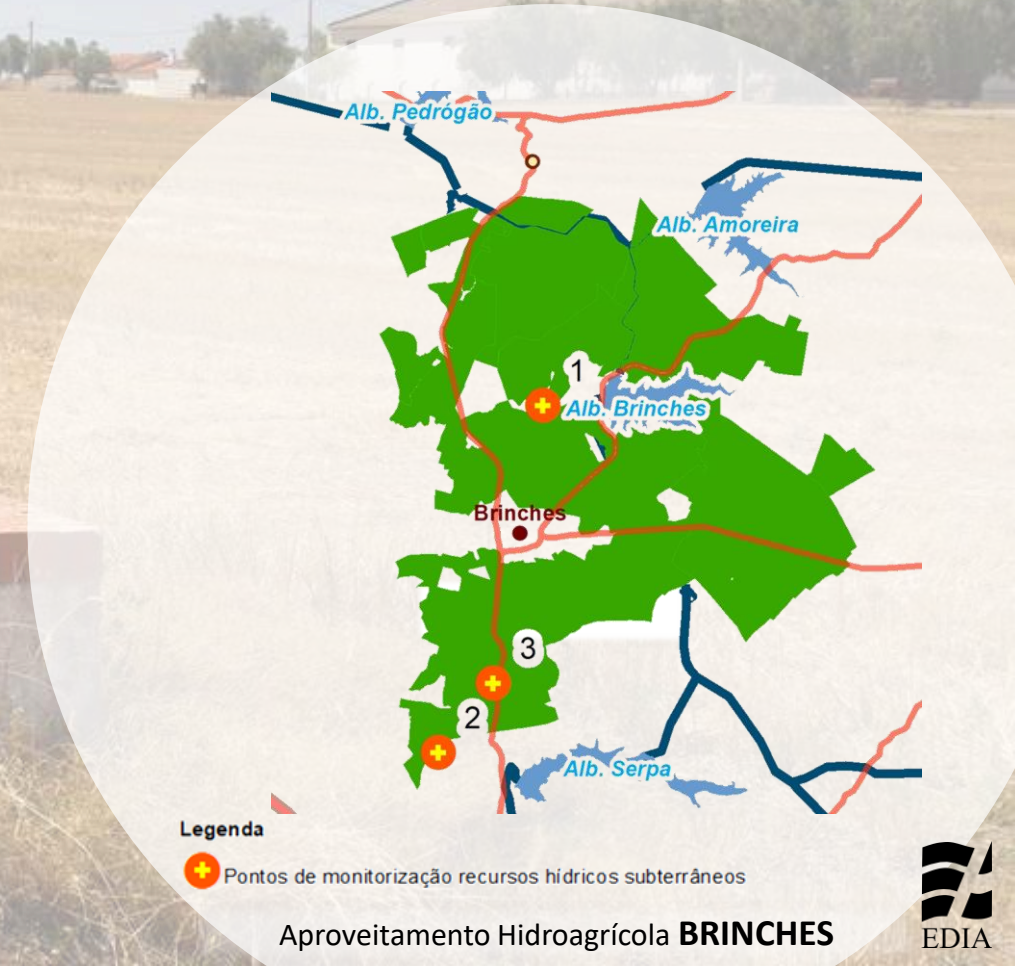 Alb. Pedrógão
Alb. Amoreira
1
Alb. Brinches
Brinches
3
2
Alb. Serpa
Legenda
Pontos de monitorização recursos hídricos subterrâneos
Aproveitamento Hidroagrícola BRINCHES
EDIA